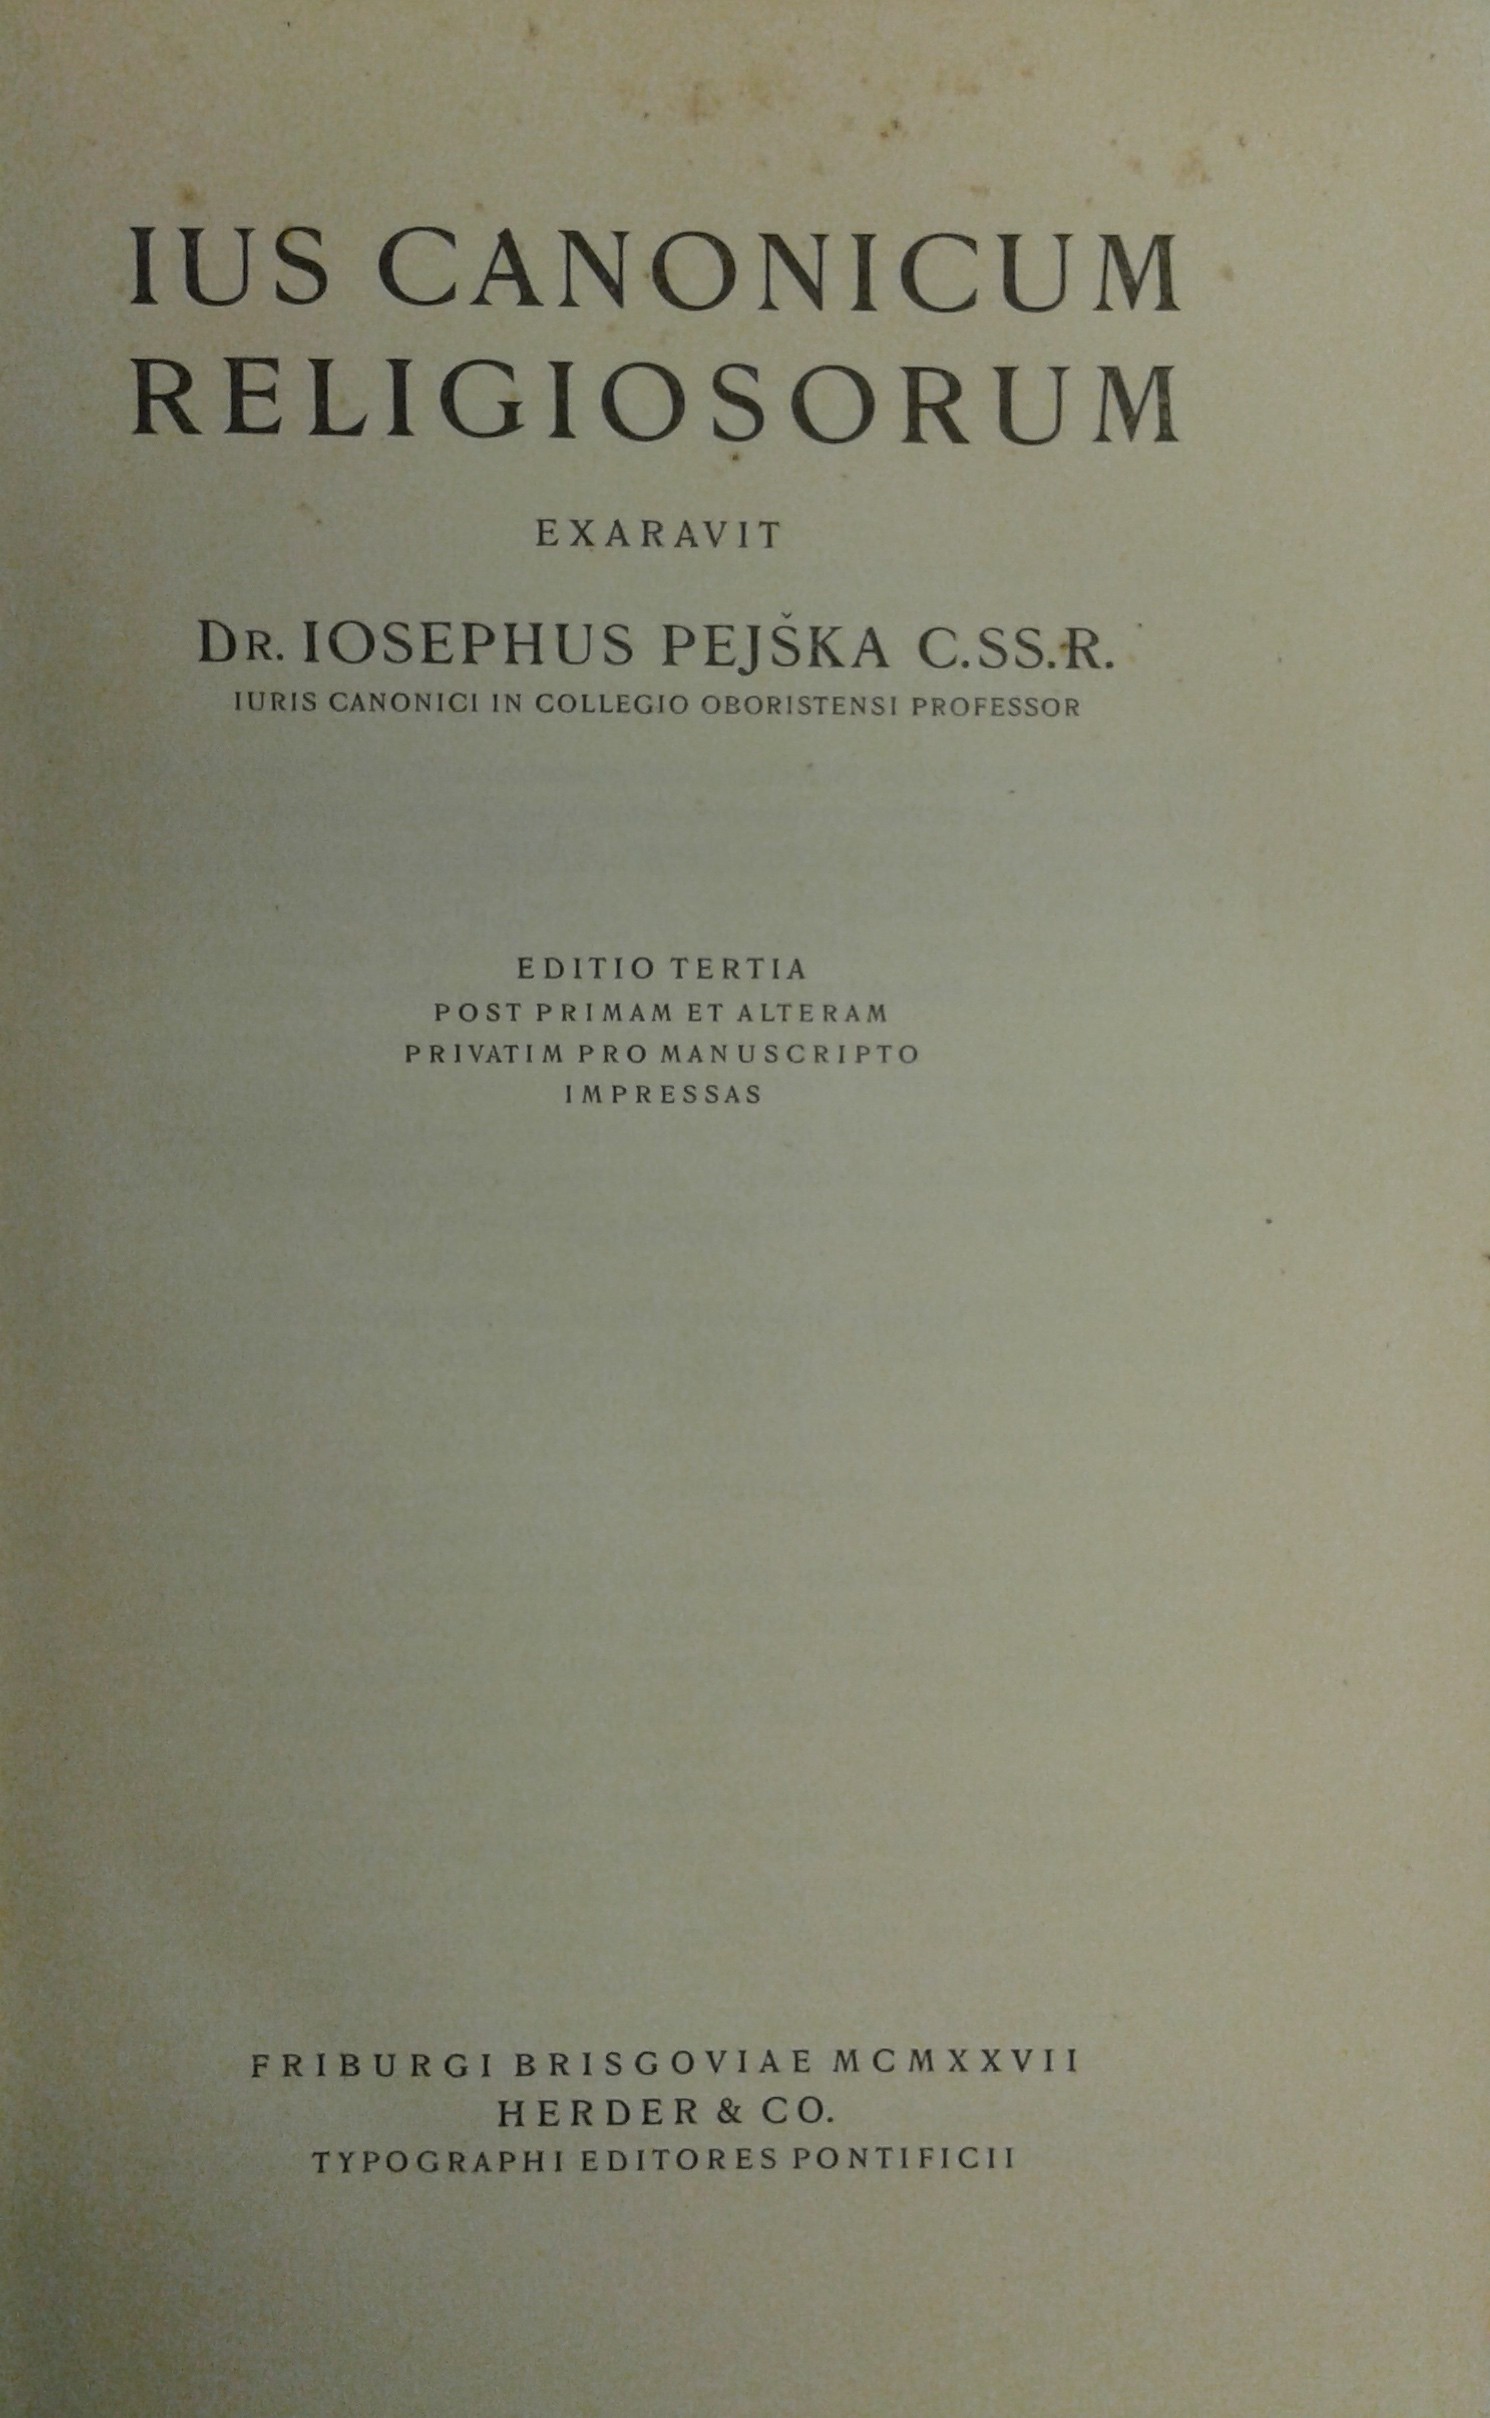 IUS CANONICUM
RELIGIOSORUM
EXARAVIT
DR. IOSEPHUS PEJŠKA C.SS.R.
IURIS CANONICI IN COLLEGIO OBORISTENSI PROFESSOR
EDITIO TERTIA
POST PRIMAM ET ALTERAM
PRIVATIM PRO MANUSCRIPTO
IMPRESSAS
FRIBURGI BRISGOVIAE MCMXXVII
HERDER & CO.
TYPOGRAPHI EDITORES PONTIFICII